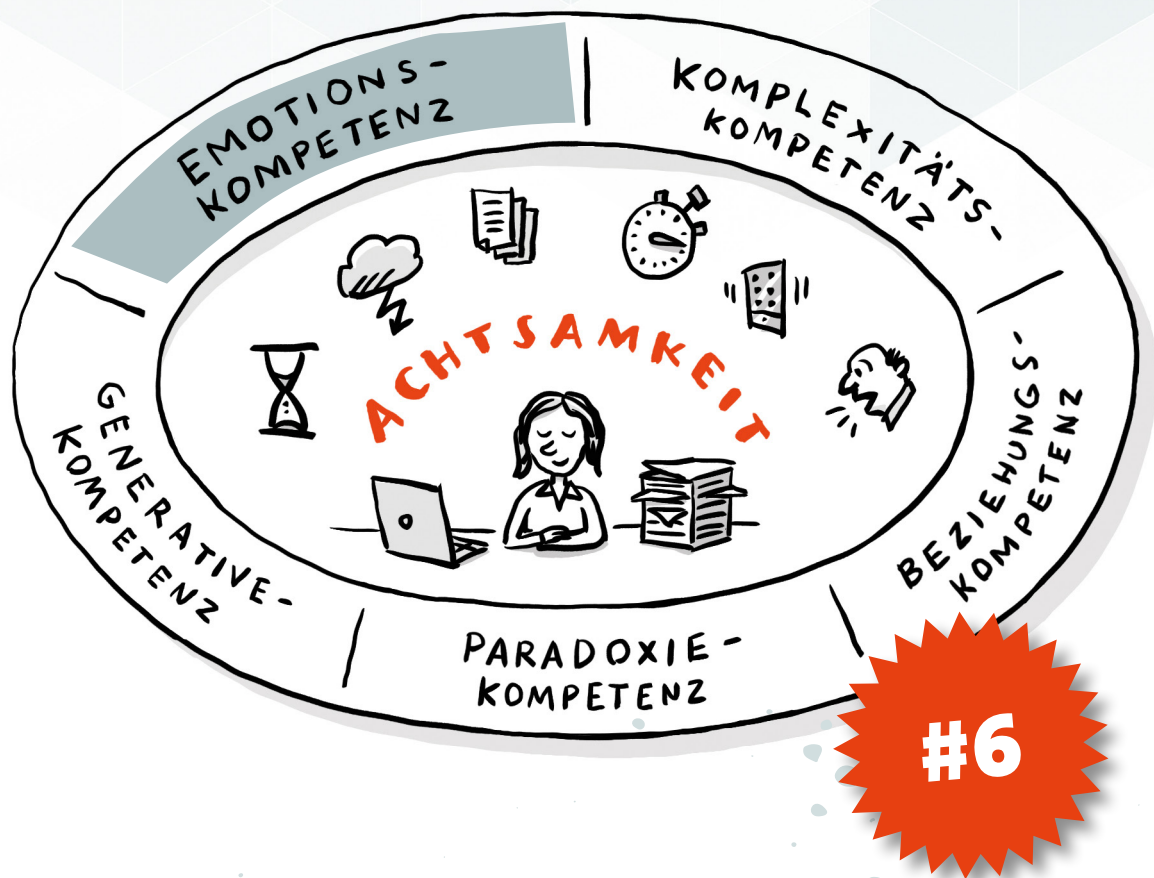 EMOTIONS-
KOMPETENZ
KOMPLEXITÄTS-
KOMPETENZ
ACHTSAMKEIT
GENERATIVE-
KOMPETENZ
BEZIEHUNGS-
KOMPETENZ
PARADOXIE-
KOMPETENZ
#6